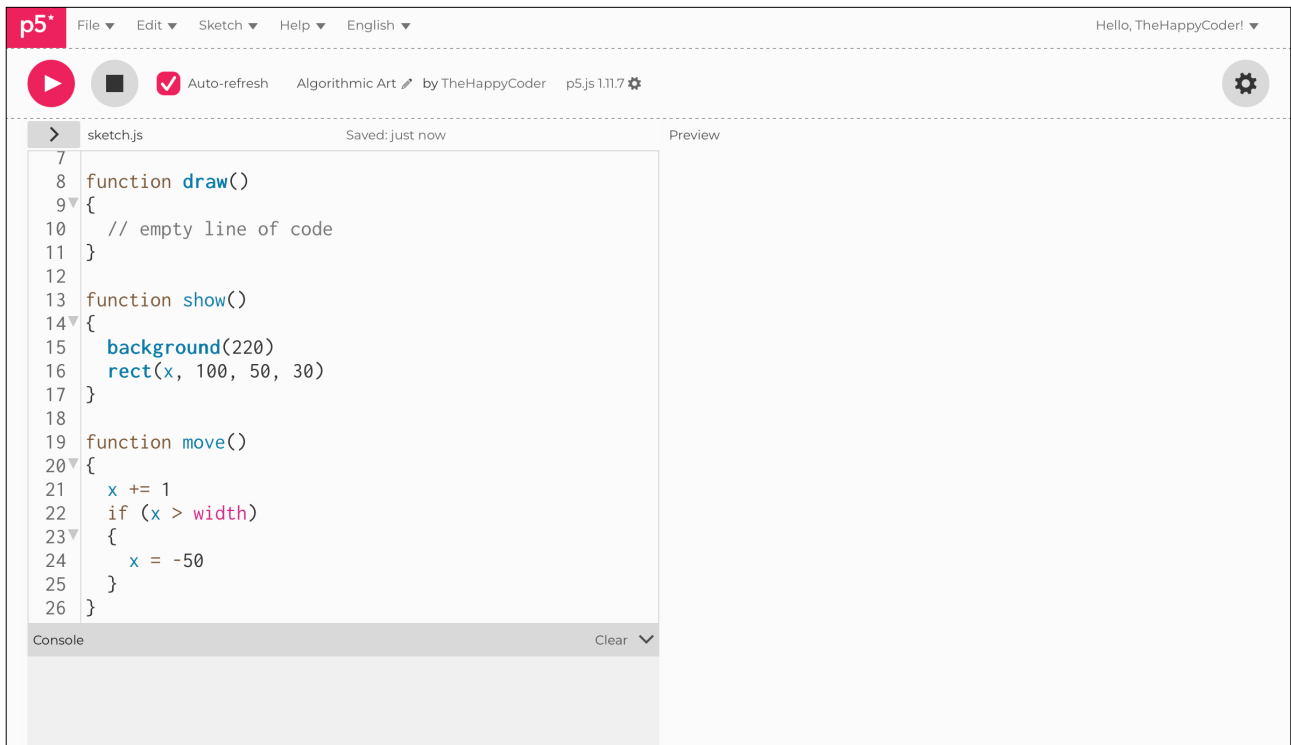 p5* File Edit Sketch Help English Hello, TheHappyCoder!
Auto-refresh Algorithmic Art by TheHappyCoder p5.js 1.11.7
sketch.js Saved: just now Preview
7
8 function draw()
9 {
10 // empty line of code
11 }
12
13 function show()
14 {
15 background(220)
16 rect(x, 100, 50, 30)
17 }
18
19 function move()
20 {
21 x += 1
22 if (x > width)
23 {
24 x = -50
25 }
26 }
Console Clear